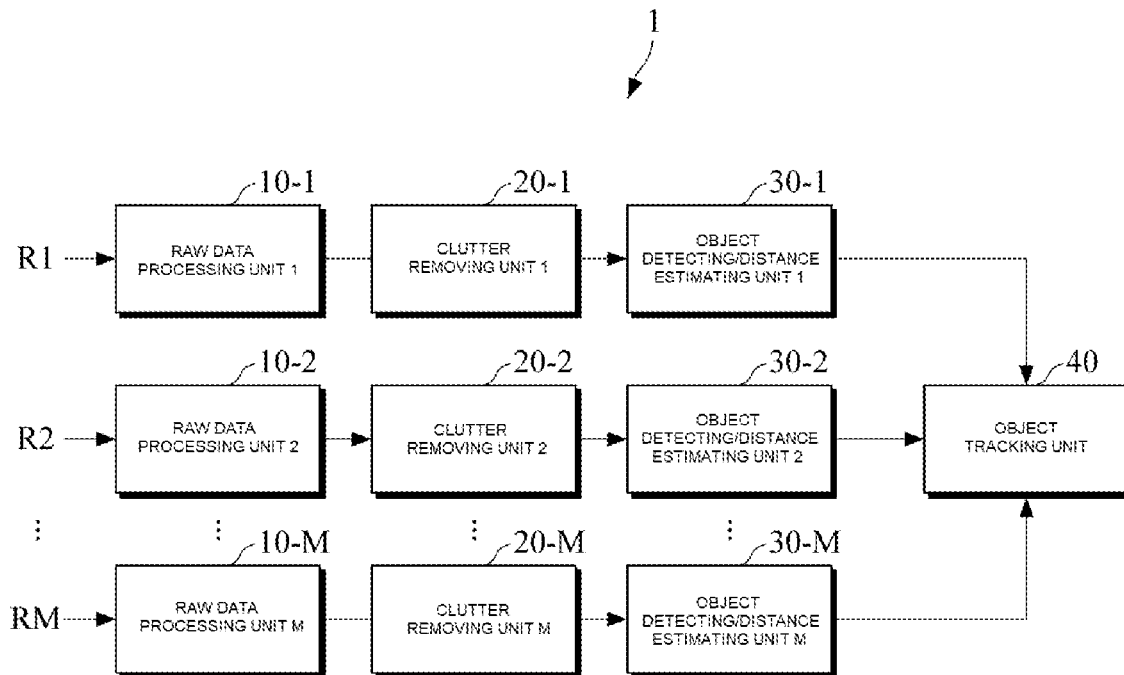 1
10-1
20-1
30-1
R1
RAW DATA
PROCESSING UNIT 1
CLUTTER
REMOVING UNIT 1
OBJECT
DETECTING/DISTANCE
ESTIMATING UNIT 1
10-2
20-2
30-2
40
R2
RAW DATA
PROCESSING UNIT 2
CLUTTER
REMOVING UNIT 2
OBJECT
DETECTING/DISTANCE
ESTIMATING UNIT 2
OBJECT
TRACKING UNIT
⋮ ⋮ ⋮ ⋮
10-M
20-M
30-M
RM
RAW DATA
PROCESSING UNIT M
CLUTTER
REMOVING UNIT M
OBJECT
DETECTING/DISTANCE
ESTIMATING UNIT M